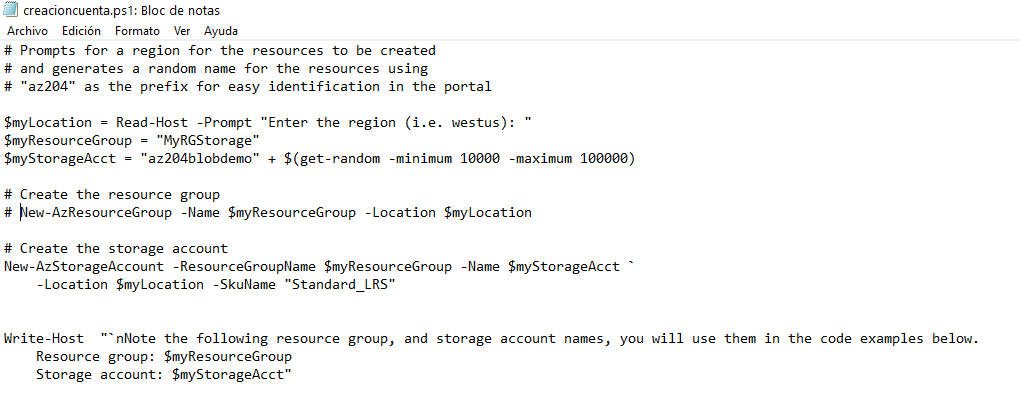 creacioncuenta.ps1: Bloc de notas
Archivo Edición Formato Ver Ayuda
# Prompts for a region for the resources to be created
# and generates a random name for the resources using
# "az204" as the prefix for easy identification in the portal

$myLocation = Read-Host -Prompt "Enter the region (i.e. westus): "
$myResourceGroup = "MyRGStorage"
$myStorageAcct = "az204blobdemo" + $(get-random -minimum 10000 -maximum 100000)

# Create the resource group
# New-AzResourceGroup -Name $myResourceGroup -Location $myLocation

# Create the storage account
New-AzStorageAccount -ResourceGroupName $myResourceGroup -Name $myStorageAcct `
    -Location $myLocation -SkuName "Standard_LRS"


Write-Host  "`nNote the following resource group, and storage account names, you will use them in the code examples below.
    Resource group: $myResourceGroup
    Storage account: $myStorageAcct"